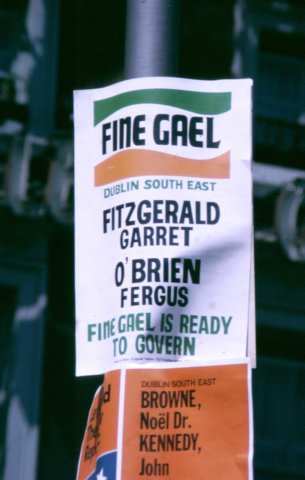 FINE GAEL
DUBLIN SOUTH EAST
FITZGERALD
GARRET
O'BRIEN
FERGUS
FINE GAEL IS READY
TO GOVERN
DUBLIN SOUTH EAST
BROWNE,
Noël Dr.
KENNEDY,
John